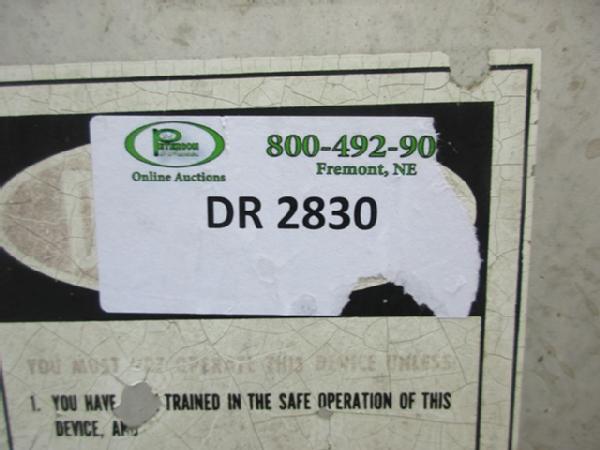 800-492-90
Online Auctions
Fremont, NE
DR 2830
YOU MUST NOT OPERATE THIS DEVICE UNLESS
1. YOU HAVE TRAINED IN THE SAFE OPERATION OF THIS
DEVICE, AND